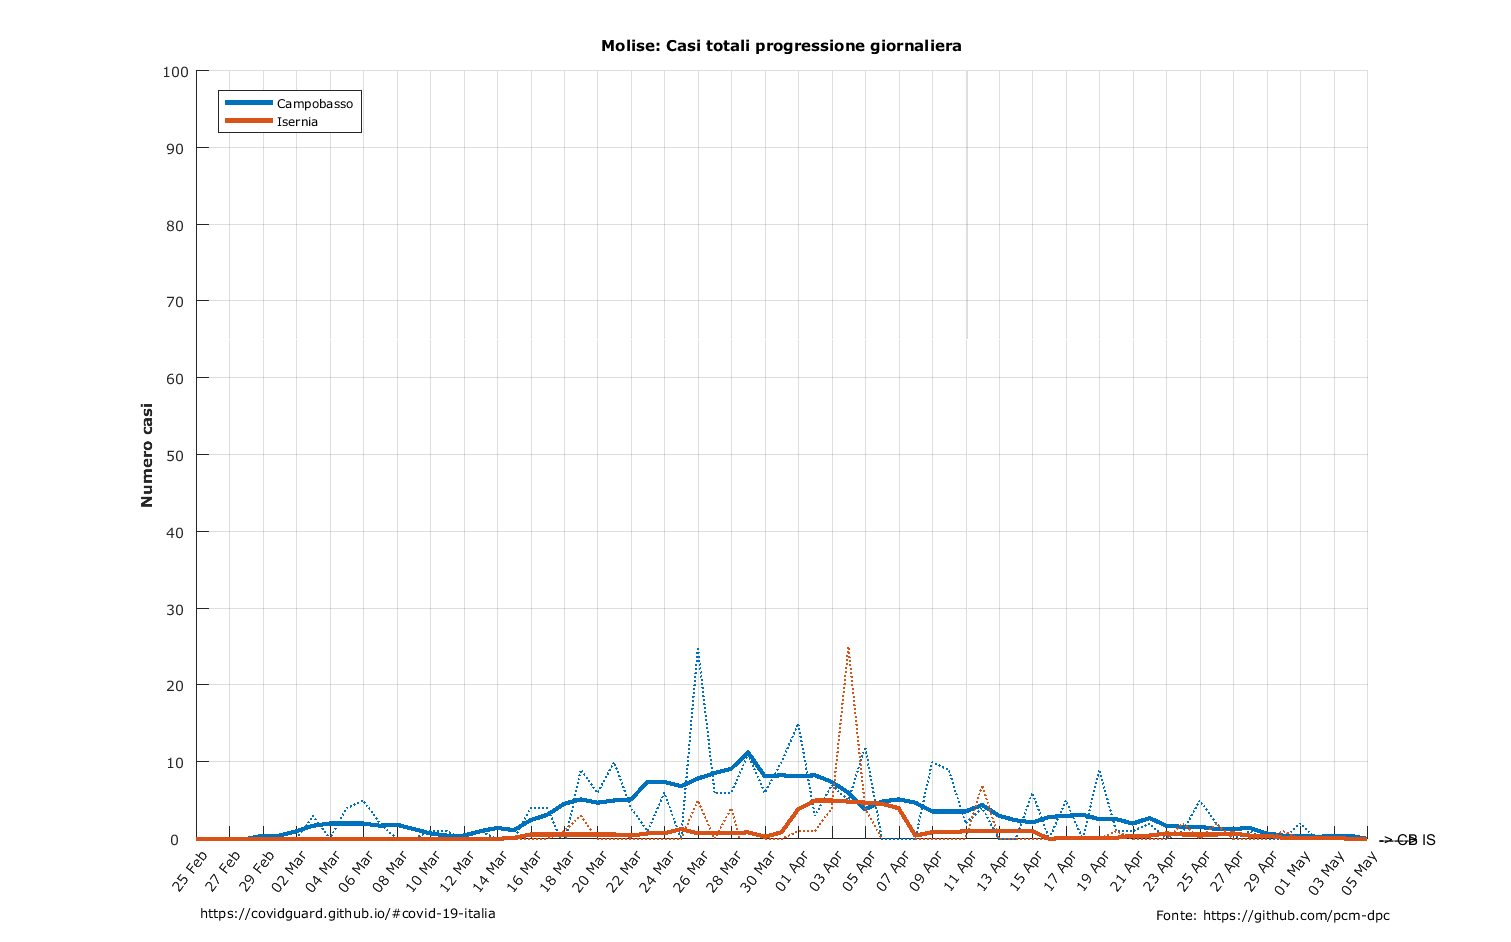 Molise: Casi totali progressione giornaliera
100
90
80
70
60
50
40
30
20
10
0
Numero casi
Campobasso
Isernia
25 Feb
27 Feb
29 Feb
02 Mar
04 Mar
06 Mar
08 Mar
10 Mar
12 Mar
14 Mar
16 Mar
18 Mar
20 Mar
22 Mar
24 Mar
26 Mar
28 Mar
30 Mar
01 Apr
03 Apr
05 Apr
07 Apr
09 Apr
11 Apr
13 Apr
15 Apr
17 Apr
19 Apr
21 Apr
23 Apr
25 Apr
27 Apr
29 Apr
01 May
03 May
05 May
-> CB IS
https://covidguard.github.io/#covid-19-italia
Fonte: https://github.com/pcm-dpc